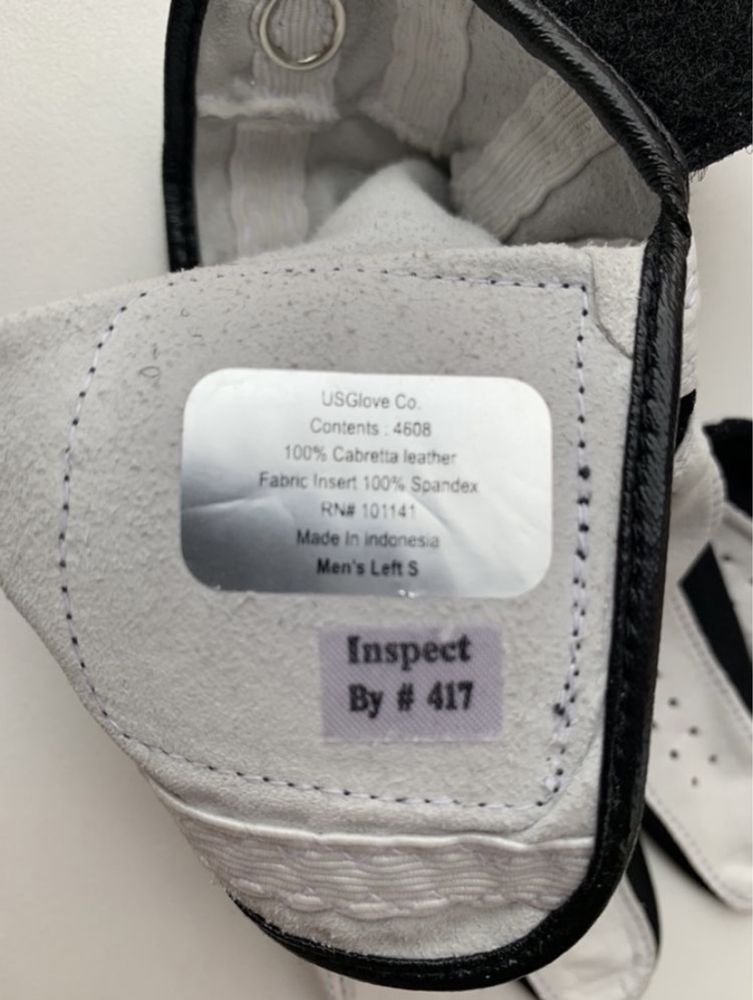 USGlove Co.
Contents : 4608
100% Cabretta leather
Fabric Insert 100% Spandex
RN# 101141
Made In indonesia
Men's Left S
Inspect
By # 417